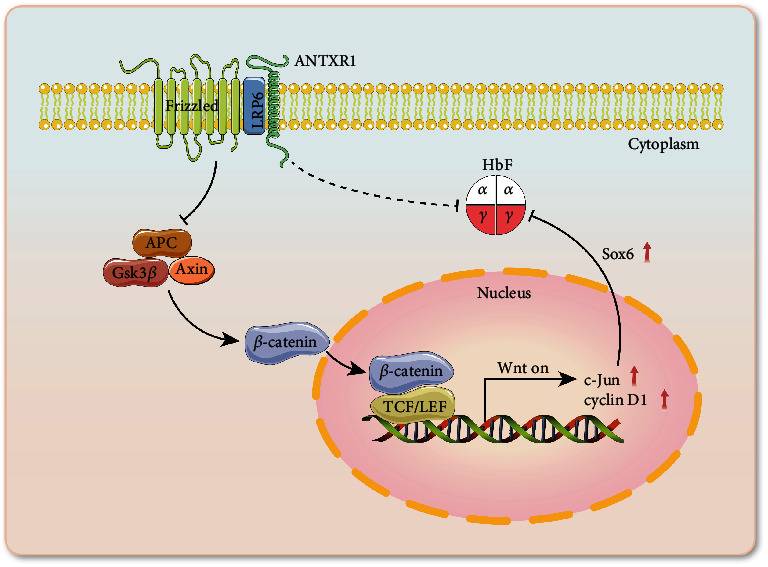 ANTXR1
Frizzled
LRP6
Cytoplasm
HbF
α α
γ γ
APC
Gsk3β
Axin
Sox6
Nucleus
β-catenin
β-catenin
Wnt on
c-Jun
cyclin D1
TCF/LEF